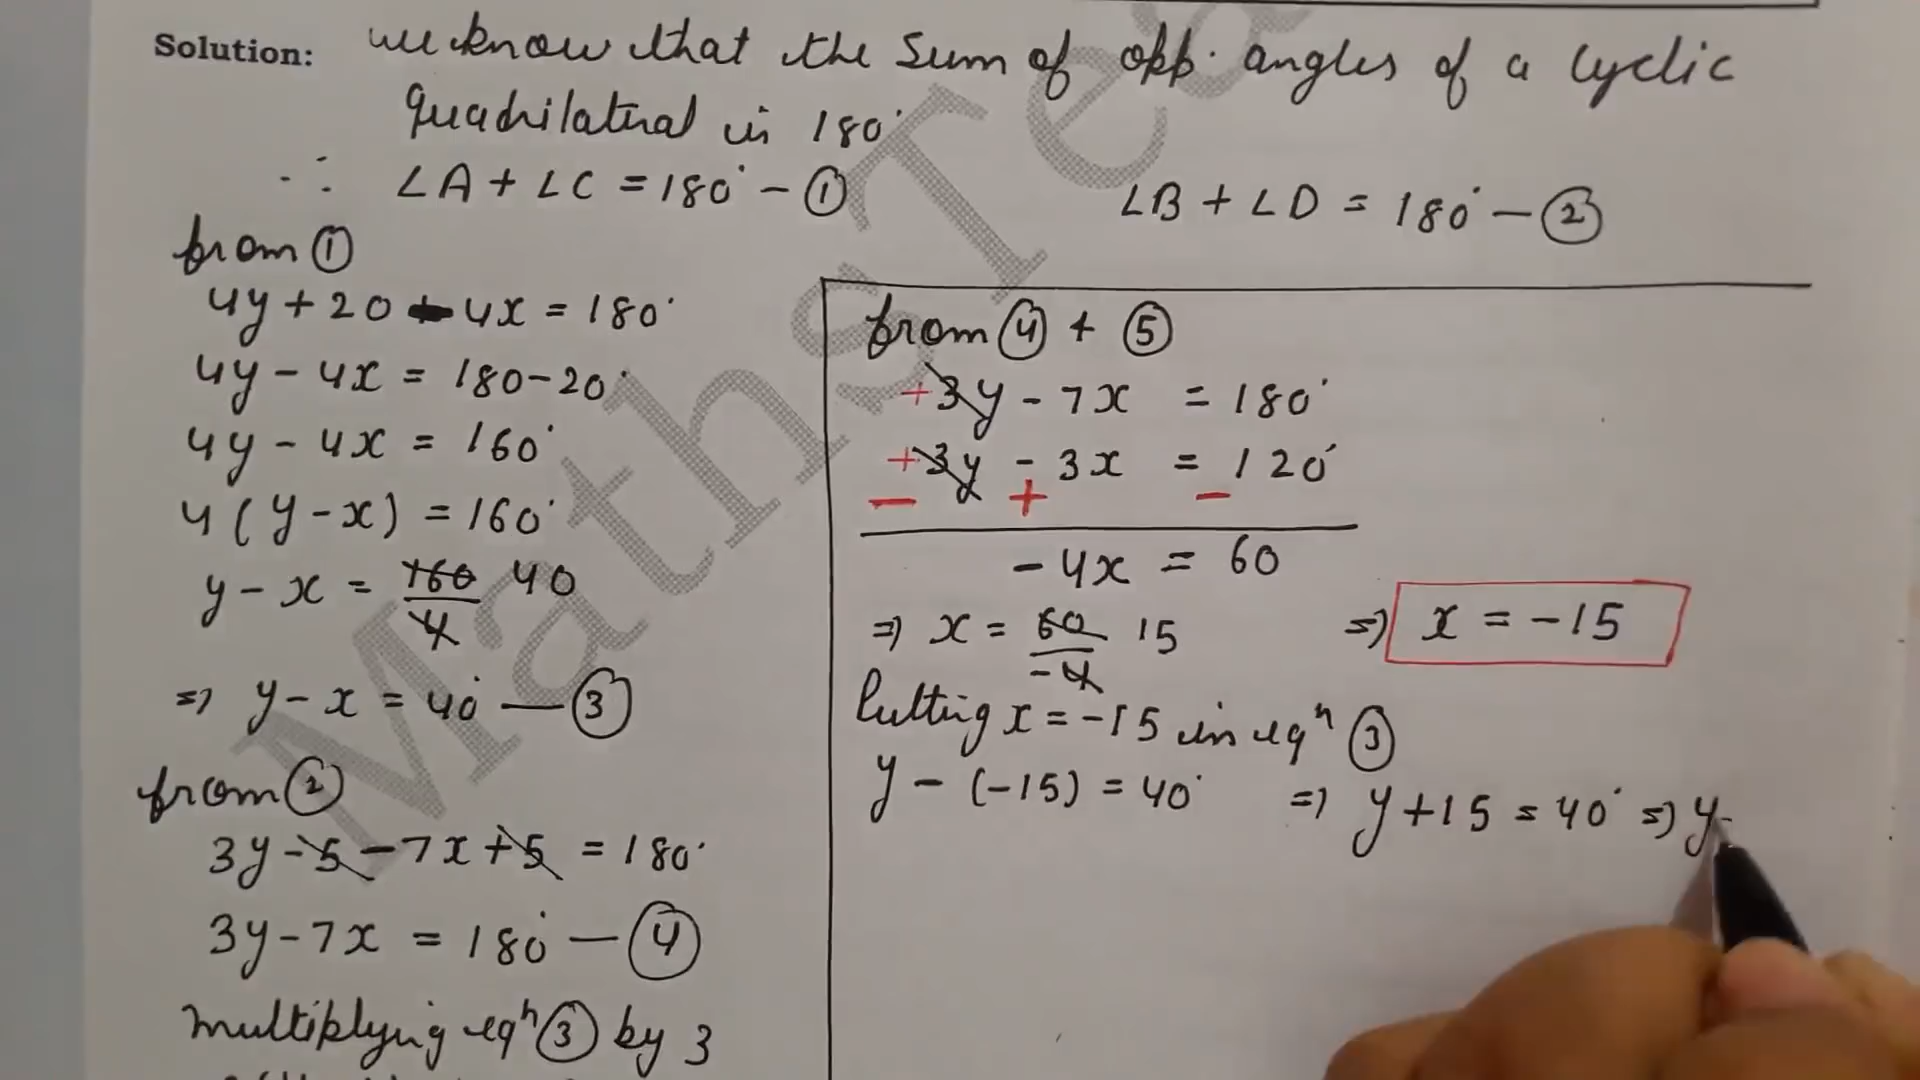 Solution: we know that the sum of opp. angles of a cyclic
quadrilateral is 180°
∴ ∠A + ∠C = 180° - ①
∠B + ∠D = 180° - ②
from ①
4y + 20 - 4x = 180°
4y - 4x = 180 - 20°
4y - 4x = 160°
4(y - x) = 160°
y - x = 160/4 40
⇒ y - x = 40° — ③
from ②
3y - 5 - 7x + 5 = 180°
3y - 7x = 180° — ④
Multiplying eqⁿ ③ by 3
from ④ + ⑤
+3y - 7x = 180°
+3y - 3x = 120°
- + -
-4x = 60
⇒ x = 60/-4 15 ⇒ x = -15
Putting x = -15 in eqⁿ ③
y - (-15) = 40° ⇒ y + 15 = 40° ⇒ y
Maths Tea